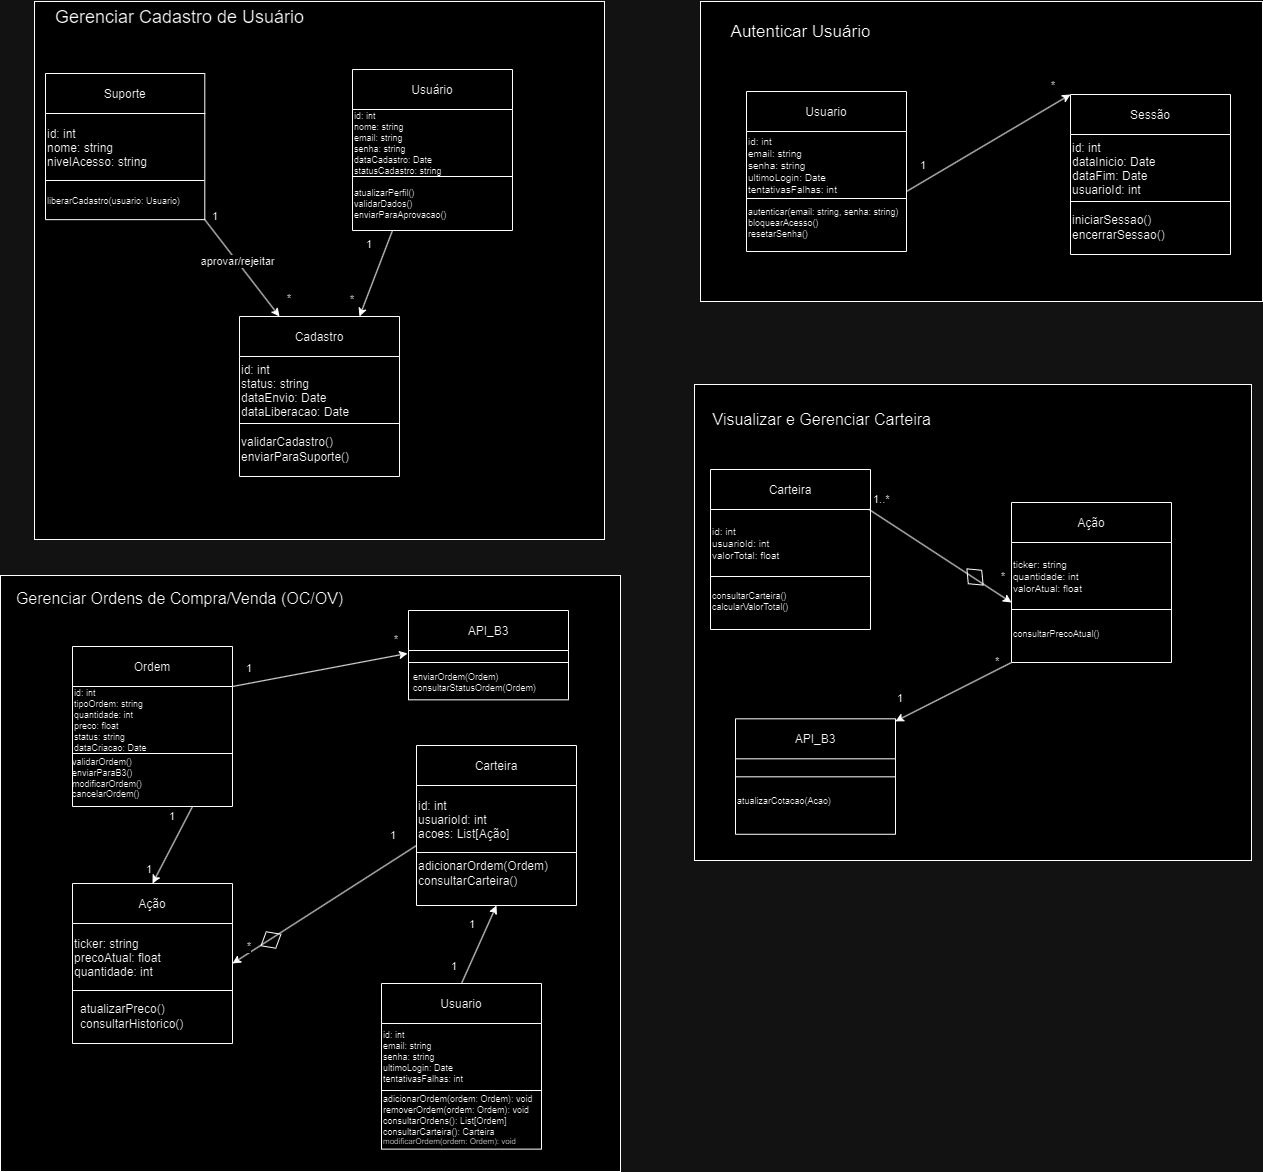 Gerenciar Cadastro de Usuário
Suporte
id: int
nome: string
nivelAcesso: string
liberarCadastro(usuario: Usuario)
Usuário
id: int
nome: string
email: string
senha: string
dataCadastro: Date
statusCadastro: string
atualizarPerfil()
validarDados()
enviarParaAprovacao()
1
aprovar/rejeitar
*
1
*
Cadastro
id: int
status: string
dataEnvio: Date
dataLiberacao: Date
validarCadastro()
enviarParaSuporte()
Autenticar Usuário
Usuario
id: int
email: string
senha: string
ultimoLogin: Date
tentativasFalhas: int
autenticar(email: string, senha: string)
bloquearAcesso()
resetarSenha()
1
*
Sessão
id: int
dataInicio: Date
dataFim: Date
usuarioId: int
iniciarSessao()
encerrarSessao()
Visualizar e Gerenciar Carteira
Carteira
id: int
usuarioId: int
valorTotal: float
consultarCarteira()
calcularValorTotal()
1..*
*
Ação
ticker: string
quantidade: int
valorAtual: float
consultarPrecoAtual()
*
1
API_B3
atualizarCotacao(Acao)
Gerenciar Ordens de Compra/Venda (OC/OV)
Ordem
id: int
tipoOrdem: string
quantidade: int
preco: float
status: string
dataCriacao: Date
validarOrdem()
enviarParaB3()
modificarOrdem()
cancelarOrdem()
1
*
API_B3
enviarOrdem(Ordem)
consultarStatusOrdem(Ordem)
1
1
Ação
ticker: string
precoAtual: float
quantidade: int
atualizarPreco()
consultarHistorico()
Carteira
id: int
usuarioId: int
acoes: List[Ação]
adicionarOrdem(Ordem)
consultarCarteira()
1
*
1
1
Usuario
id: int
email: string
senha: string
ultimoLogin: Date
tentativasFalhas: int
adicionarOrdem(ordem: Ordem): void
removerOrdem(ordem: Ordem): void
consultarOrdens(): List[Ordem]
consultarCarteira(): Carteira
modificarOrdem(ordem: Ordem): void